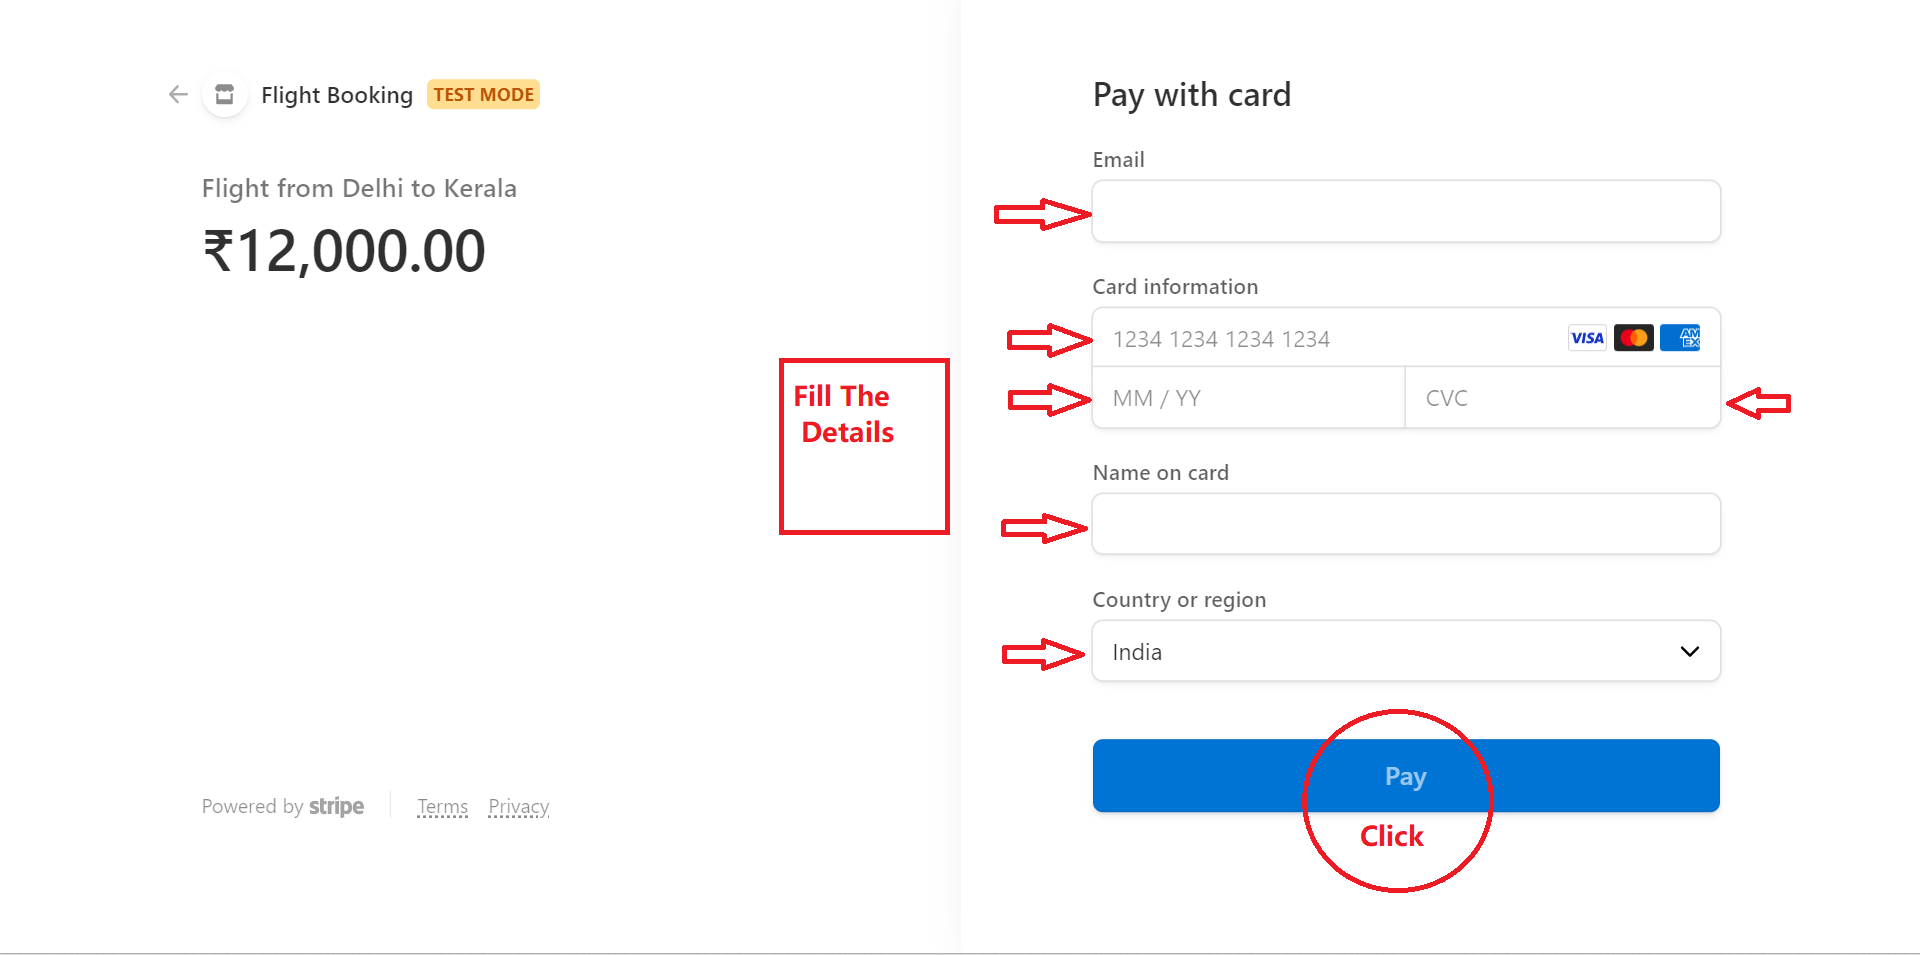 Flight Booking TEST MODE
Flight from Delhi to Kerala
₹12,000.00
Fill The
Details
Powered by stripe Terms Privacy
Pay with card
Email
Card information
1234 1234 1234 1234 VISA AMEX
MM / YY CVC
Name on card
Country or region
India
Pay
Click